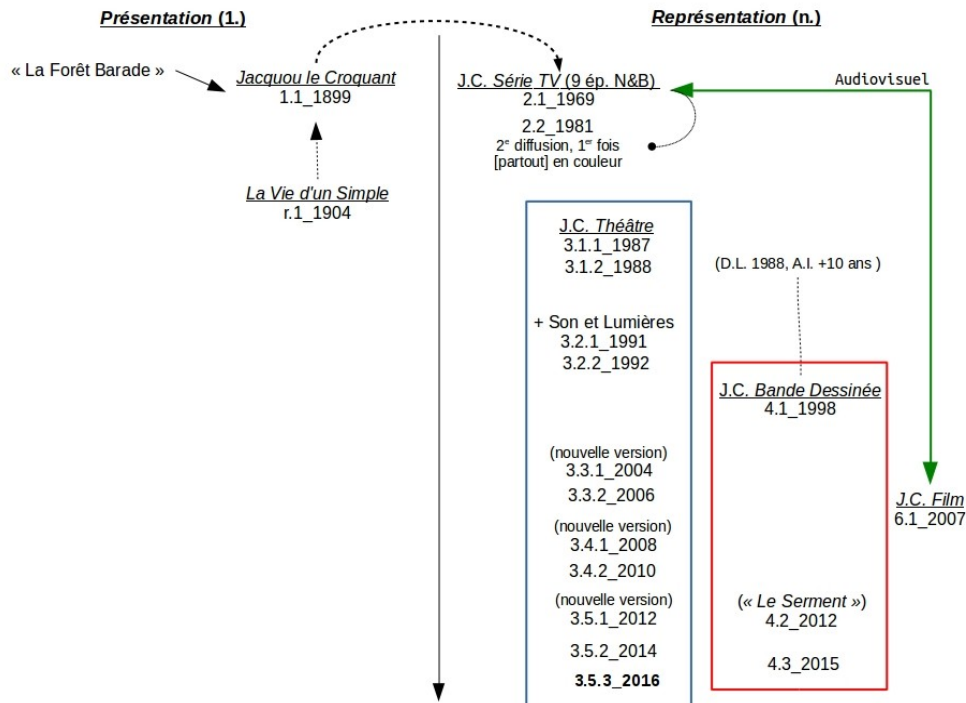 Présentation (1.)
Représentation (n.)
« La Forêt Barade »
Jacquou le Croquant
1.1_1899
La Vie d'un Simple
r.1_1904
J.C. Série TV (9 ép. N&B)
2.1_1969
2.2_1981
2e diffusion, 1er fois
[partout] en couleur
Audiovisuel
J.C. Théâtre
3.1.1_1987
3.1.2_1988
+ Son et Lumières
3.2.1_1991
3.2.2_1992
(nouvelle version)
3.3.1_2004
3.3.2_2006
(nouvelle version)
3.4.1_2008
3.4.2_2010
(nouvelle version)
3.5.1_2012
3.5.2_2014
3.5.3_2016
(D.L. 1988, A.I. +10 ans )
J.C. Bande Dessinée
4.1_1998
(« Le Serment »)
4.2_2012
4.3_2015
J.C. Film
6.1_2007